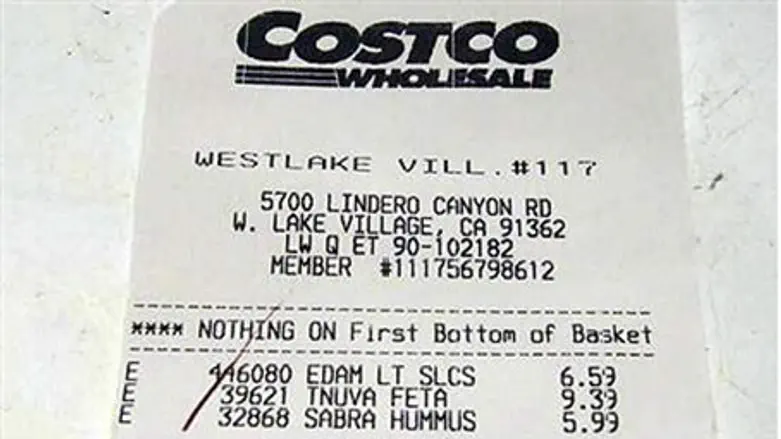 COSTCO
WHOLESALE
WESTLAKE VILL.#117
5700 LINDERO CANYON RD
W. LAKE VILLAGE, CA 91362
LW Q ET 90-102182
MEMBER #111756798612
**** NOTHING ON First Bottom of Basket
E 446080 EDAM LT SLCS 6.59
E 39621 TNUVA FETA 9.39
E 32868 SABRA HUMMUS 5.99